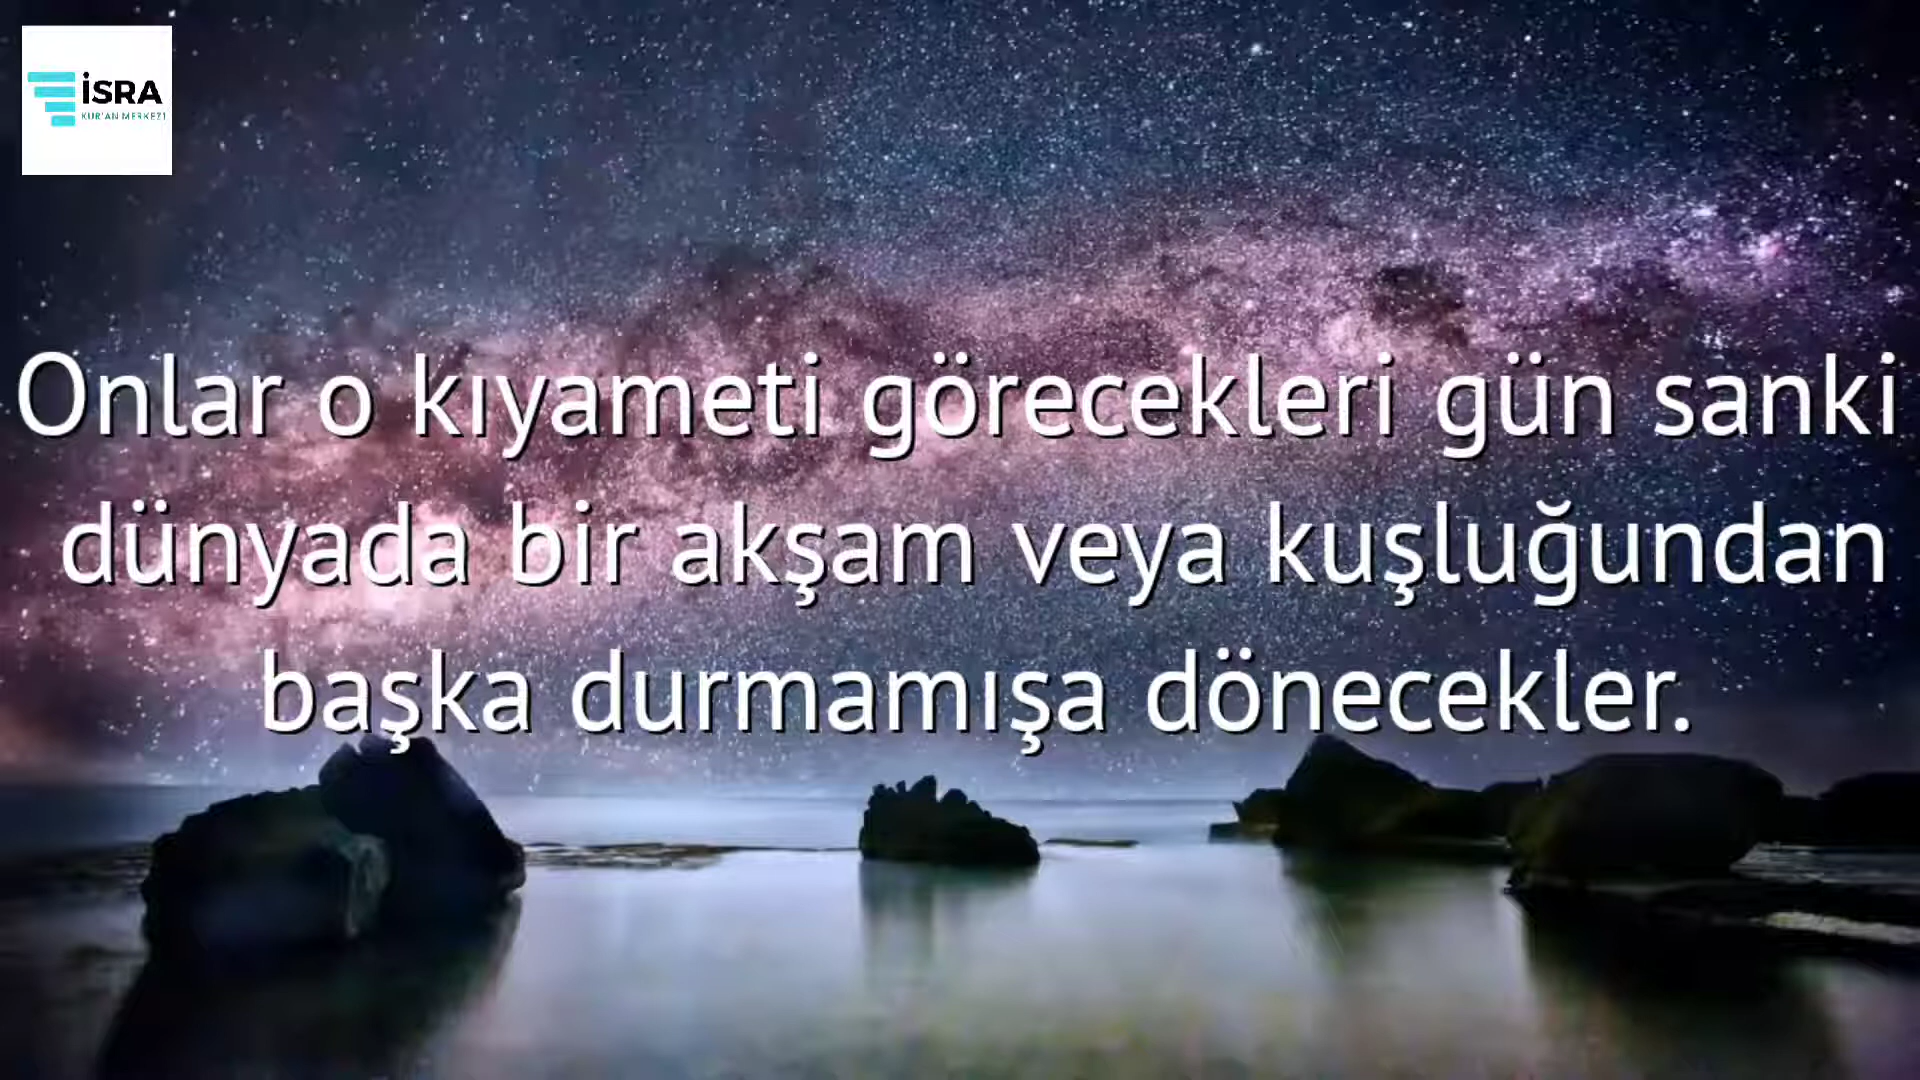 İSRA
KUR'AN MERKEZİ
Onlar o kıyameti görecekleri gün sanki
dünyada bir akşam veya kuşluğundan
başka durmamışa dönecekler.